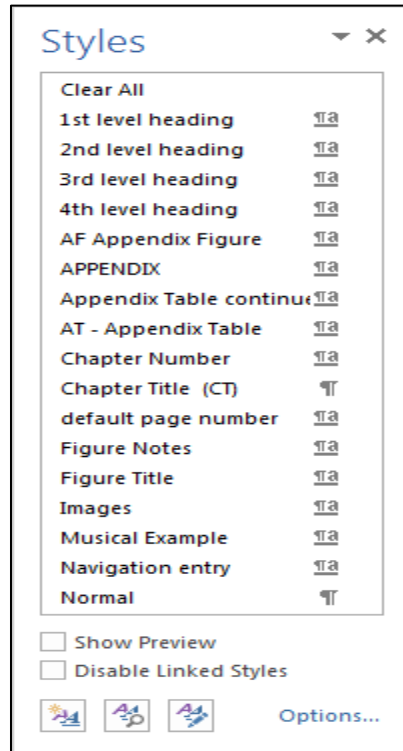 Styles
Clear All
1st level heading ¶a
2nd level heading ¶a
3rd level heading ¶a
4th level heading ¶a
AF Appendix Figure ¶a
APPENDIX ¶a
Appendix Table continue ¶a
AT - Appendix Table ¶a
Chapter Number ¶a
Chapter Title (CT) ¶
default page number ¶a
Figure Notes ¶a
Figure Title ¶a
Images ¶a
Musical Example ¶a
Navigation entry ¶a
Normal ¶
Show Preview
Disable Linked Styles
Options...